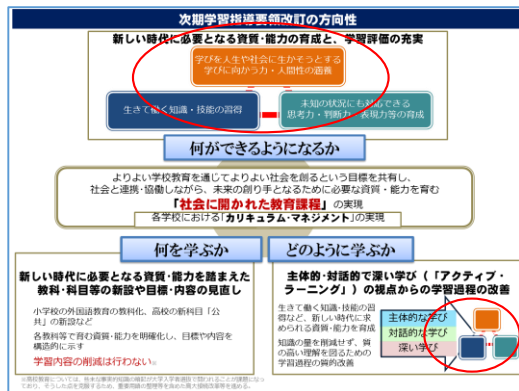 次期学習指導要領改訂の方向性
新しい時代に必要となる資質・能力の育成と、学習評価の充実
学びを人生や社会に生かそうとする
学びに向かう力・人間性の涵養
生きて働く知識・技能の習得
未知の状況にも対応できる
思考力・判断力・表現力等の育成
何ができるようになるか
よりよい学校教育を通じてよりよい社会を創るという目標を共有し、
社会と連携・協働しながら、未来の創り手となるために必要な資質・能力を育む
「社会に開かれた教育課程」の実現
各学校における「カリキュラム・マネジメント」の実現
何を学ぶか
新しい時代に必要となる資質・能力を踏まえた
教科・科目等の新設や目標・内容の見直し
小学校の外国語教育の教科化、高校の新科目「公
共」の新設など
各教科等で育む資質・能力を明確化し、目標や内容を
構造的に示す
学習内容の削減は行わない※
どのように学ぶか
主体的・対話的で深い学び(「アクティブ・
ラーニング」)の視点からの学習過程の改善
生きて働く知識・技能の習
得など、新しい時代に求
められる資質・能力を育成
知識の量を削減せず、質
の高い理解を図るための
学習過程の質的改善
主体的な学び
対話的な学び
深い学び